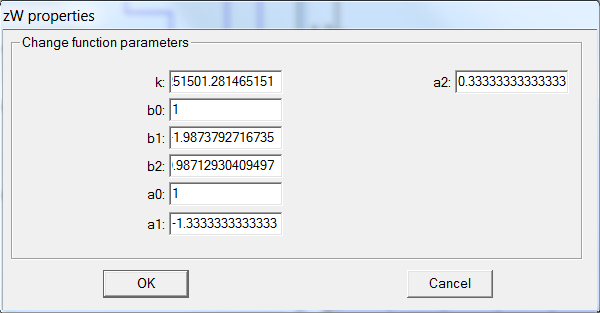 zW properties
Change function parameters
k: 51501.281465151
a2: 0.33333333333333
b0: 1
b1: 1.9873792716735
b2: .98712930409497
a0: 1
a1: -1.3333333333333
OK
Cancel